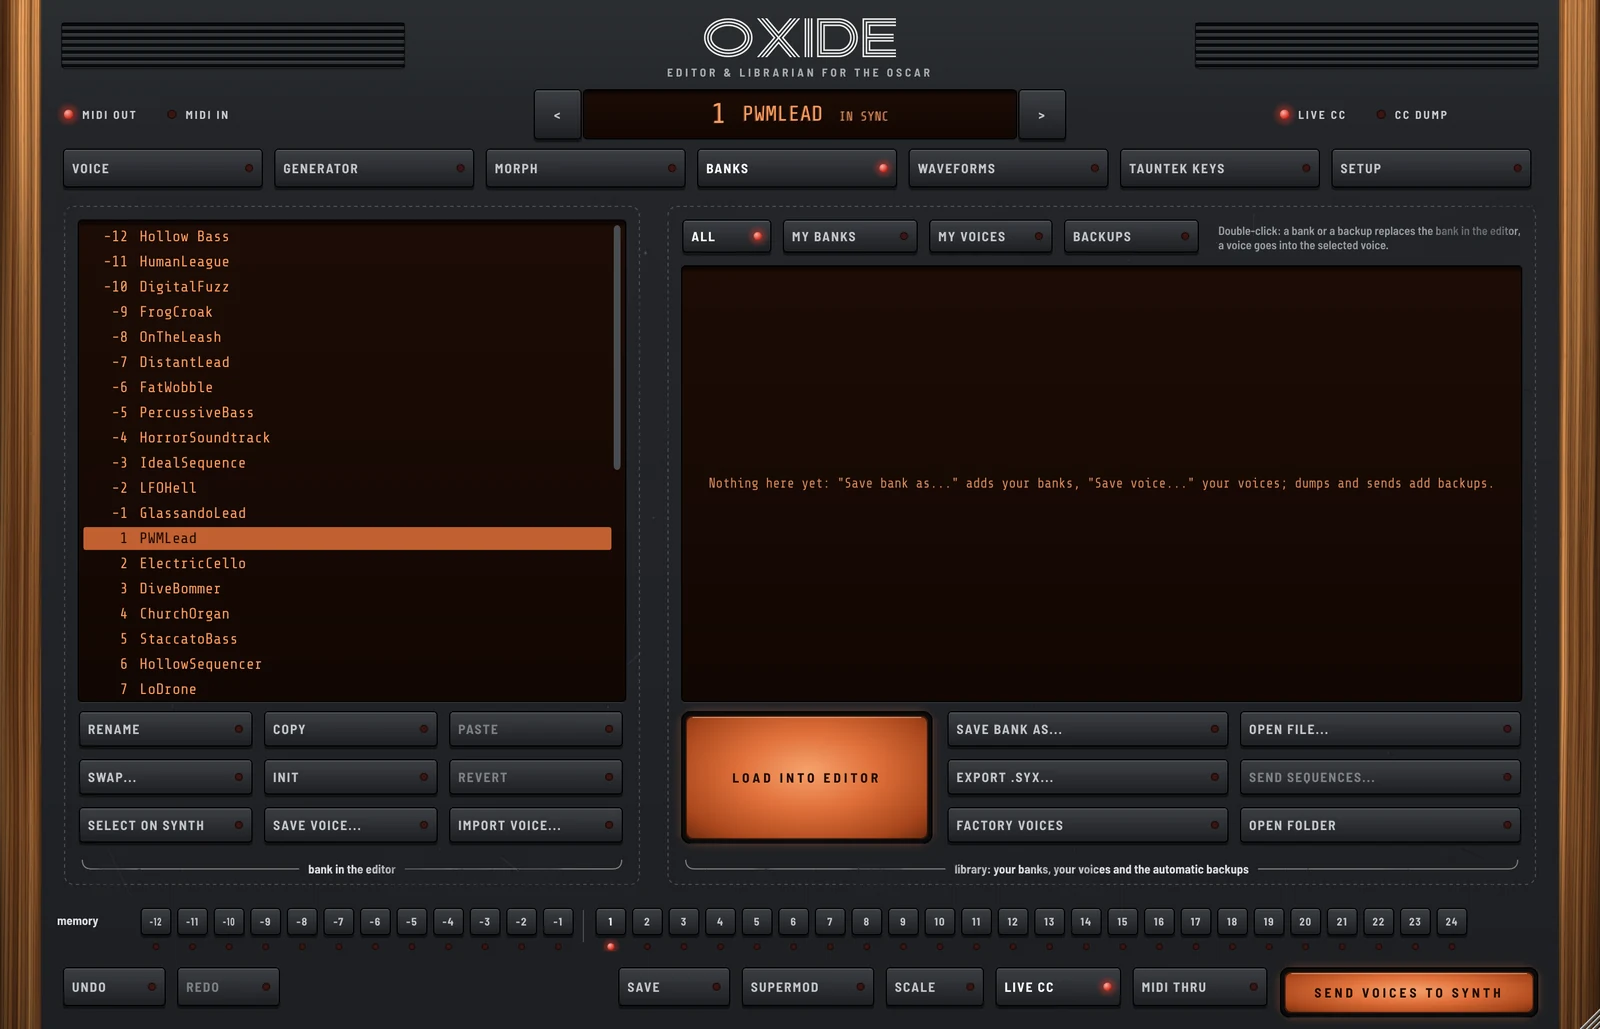 OXIDE
EDITOR & LIBRARIAN FOR THE OSCAR
MIDI OUT
MIDI IN
<
1 PWMLEAD IN SYNC
>
LIVE CC
CC DUMP
VOICE
GENERATOR
MORPH
BANKS
WAVEFORMS
TAUNTEK KEYS
SETUP
-12 Hollow Bass
-11 HumanLeague
-10 DigitalFuzz
-9 FrogCroak
-8 OnTheLeash
-7 DistantLead
-6 FatWobble
-5 PercussiveBass
-4 HorrorSoundtrack
-3 IdealSequence
-2 LFOHell
-1 GlassandoLead
1 PWMLead
2 ElectricCello
3 DiveBommer
4 ChurchOrgan
5 StaccatoBass
6 HollowSequencer
7 LoDrone
RENAME
COPY
PASTE
SWAP...
INIT
REVERT
SELECT ON SYNTH
SAVE VOICE...
IMPORT VOICE...
bank in the editor
ALL
MY BANKS
MY VOICES
BACKUPS
Double-click: a bank or a backup replaces the bank in the editor,
a voice goes into the selected voice.
Nothing here yet: "Save bank as..." adds your banks, "Save voice..." your voices; dumps and sends add backups.
LOAD INTO EDITOR
SAVE BANK AS...
OPEN FILE...
EXPORT .SYX...
SEND SEQUENCES...
FACTORY VOICES
OPEN FOLDER
library: your banks, your voices and the automatic backups
memory
-12 -11 -10 -9 -8 -7 -6 -5 -4 -3 -2 -1 1 2 3 4 5 6 7 8 9 10 11 12 13 14 15 16 17 18 19 20 21 22 23 24
UNDO
REDO
SAVE
SUPERMOD
SCALE
LIVE CC
MIDI THRU
SEND VOICES TO SYNTH